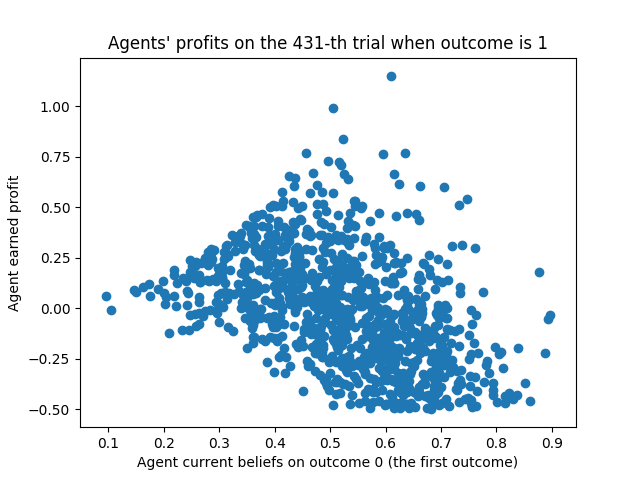 Agents' profits on the 431-th trial when outcome is 1
Agent earned profit
1.00
0.75
0.50
0.25
0.00
−0.25
−0.50
0.1 0.2 0.3 0.4 0.5 0.6 0.7 0.8 0.9
Agent current beliefs on outcome 0 (the first outcome)